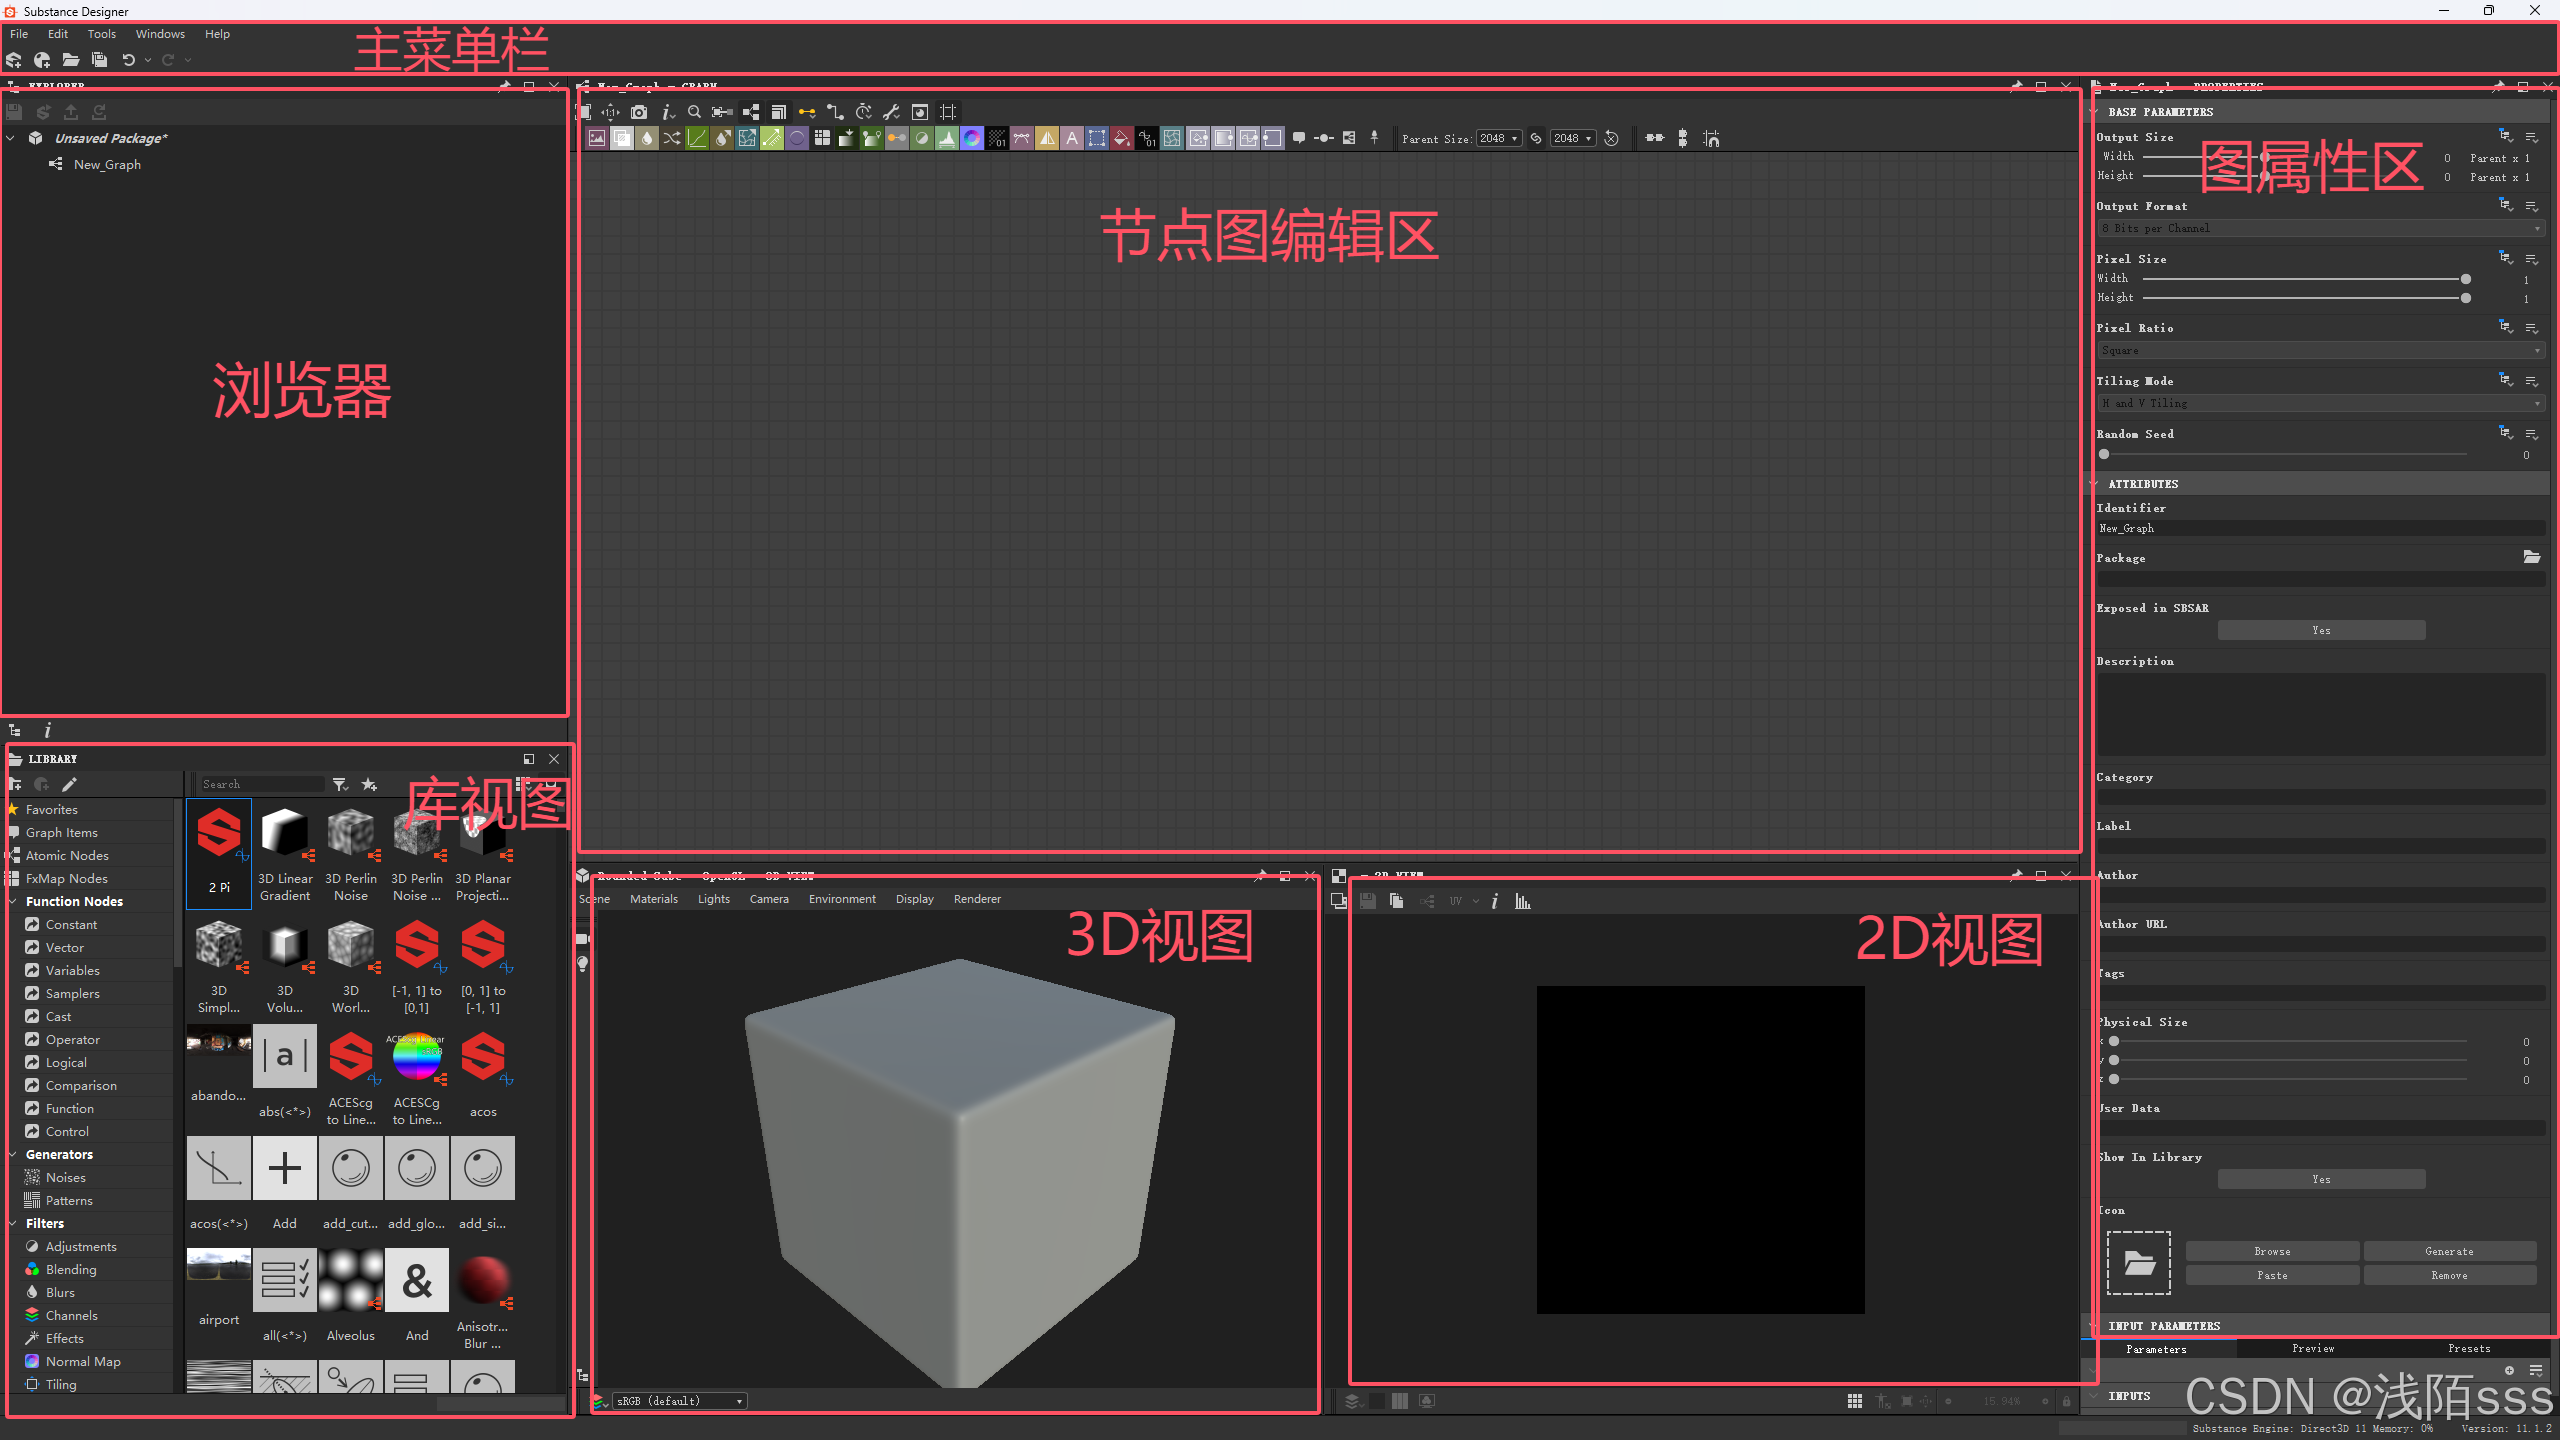 Substance Designer
File Edit Tools Windows Help
主菜单栏
EXPLORER
Unsaved Package*
New_Graph
浏览器
New_Graph - GRAPH
Parent Size: 2048 2048
节点图编辑区
New_Graph - PROPERTIES
BASE PARAMETERS
Output Size
Width 0 Parent x 1
Height 0 Parent x 1
图属性区
Output Format
8 Bits per Channel
Pixel Size
Width 1
Height 1
Pixel Ratio
Square
Tiling Mode
H and V Tiling
Random Seed
0
ATTRIBUTES
Identifier
New_Graph
Package
Exposed in SBSAR
Yes
Description
Category
Label
Author
Author URL
Tags
Physical Size
x 0
y 0
z 0
User Data
Show In Library
Yes
Icon
Browse Generate
Paste Remove
INPUT PARAMETERS
Parameters Preview Presets
INPUTS
LIBRARY
Search
库视图
Favorites
Graph Items
Atomic Nodes
FxMap Nodes
Function Nodes
Constant
Vector
Variables
Samplers
Cast
Operator
Logical
Comparison
Function
Control
Generators
Noises
Patterns
Filters
Adjustments
Blending
Blurs
Channels
Effects
Normal Map
Tiling
2 Pi
3D Linear Gradient
3D Perlin Noise
3D Perlin Noise ...
3D Planar Projecti...
3D Simpl...
3D Volu...
3D Worl...
[-1, 1] to [0,1]
[0, 1] to [-1, 1]
abando...
|a|
abs(<*>)
ACEScg to Line...
ACESCg to Line...
acos
acos(<*>)
Add
add_cut...
add_glo...
add_si...
airport
all(<*>)
Alveolus
&
And
Anisotr... Blur ...
Rounded Cube - OpenGL - 3D VIEW
Scene Materials Lights Camera Environment Display Renderer
3D视图
sRGB (default)
- 2D VIEW
UV
2D视图
15.94%
CSDN @浅陌sss
Substance Engine: Direct3D 11 Memory: 0% Version: 11.1.2